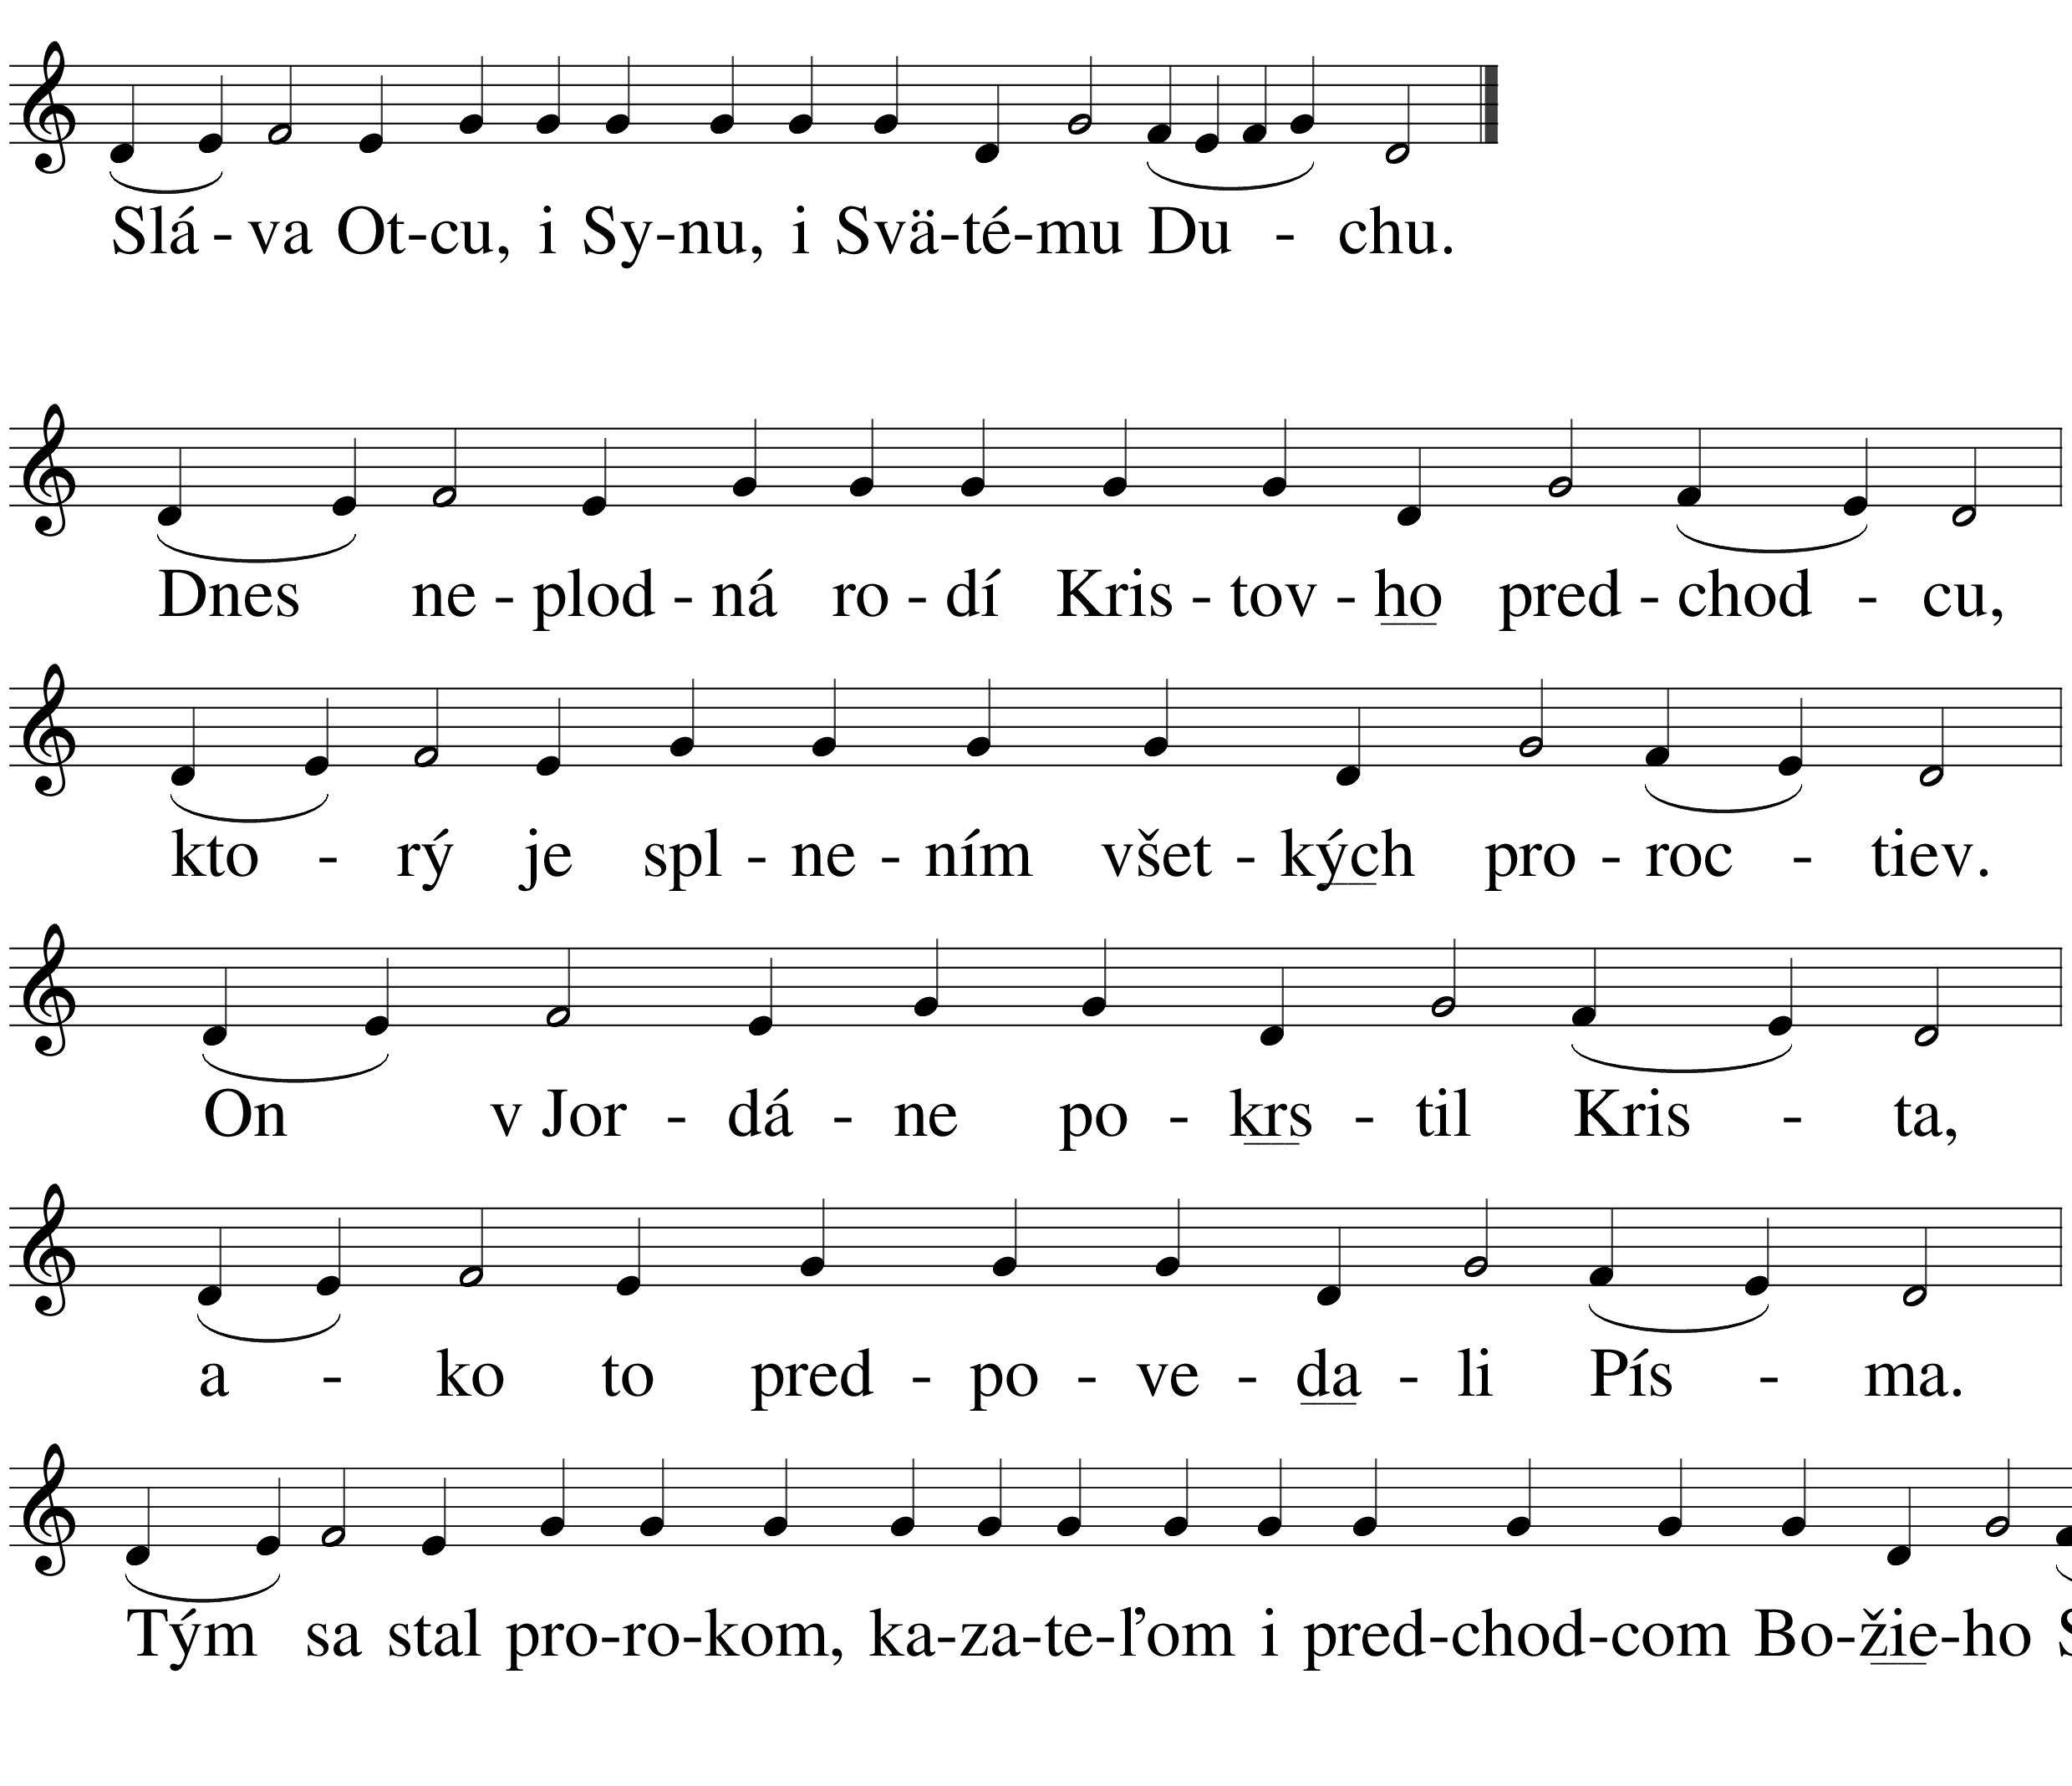 Slá - va Ot-cu, i Sy-nu, i Svä-té-mu Du - chu.
Dnes ne - plod - ná ro - dí Kris - tov - ho pred - chod - cu,
kto - rý je spl - ne - ním všet - kých pro - roc - tiev.
On v Jor - dá - ne po - krs - til Kris - ta,
a - ko to pred - po - ve - da - li Pís - ma.
Tým sa stal pro-ro-kom, ka-za-te-ľom i pred-chod-com Bo-žie-ho